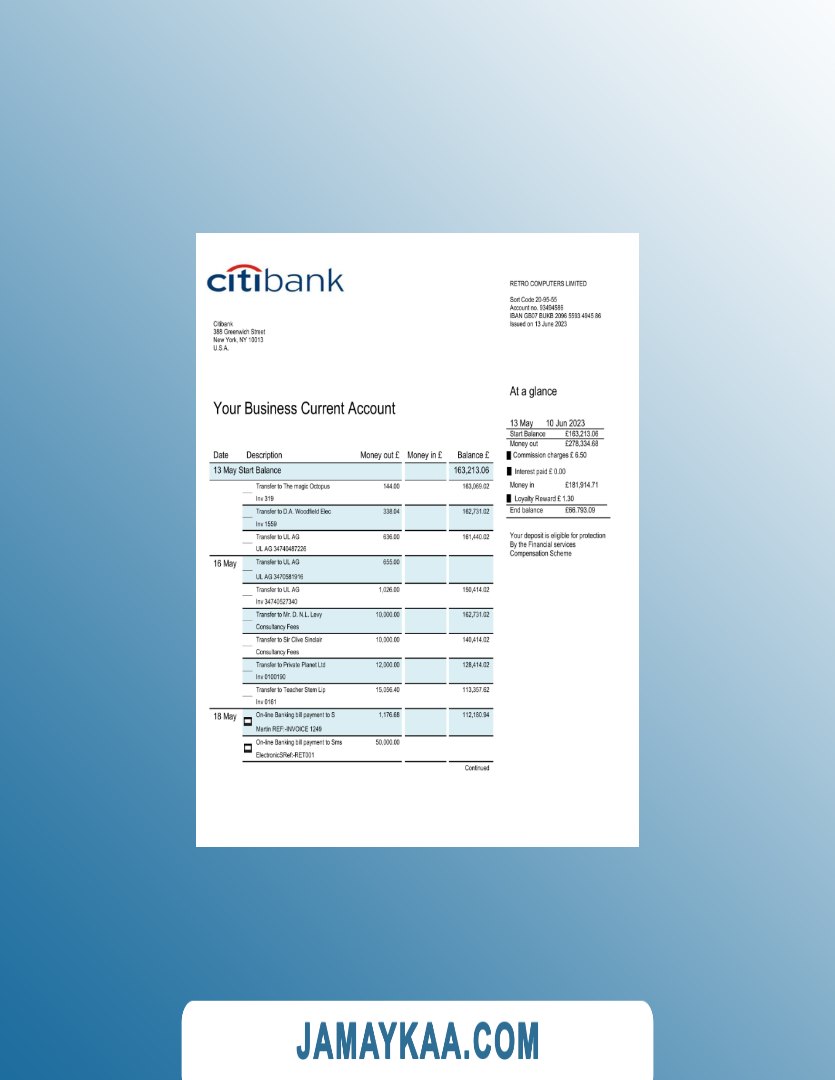 citibank
RETRO COMPUTERS LIMITED
Sort Code 20-95-55
Account no. 93494586
IBAN GB07 BUKB 2096 5593 4945 86
Issued on 13 June 2023
Citibank
388 Greenwich Street
New York, NY 10013
U.S.A.
At a glance
Your Business Current Account
13 May 10 Jun 2023
Start Balance £163,213.06
Money out £278,334.68
Commission charges £ 6.50
Interest paid £ 0.00
Money in £181,914.71
Loyalty Reward £ 1.30
End balance £66.793.09
Your deposit is eligible for protection
By the Financial services
Compensation Scheme
Date Description Money out £ Money in £ Balance £
13 May Start Balance 163,213.06
Transfer to The magic Octopus 144.00 163,069.02
Inv 319
Transfer to D.A. Woodfield Elec 338.04 162,731.02
Inv 1559
Transfer to UL AG 636.00 161,440.02
UL AG 34740487226
16 May Transfer to UL AG 655.00
UL AG 3470581916
Transfer to UL AG 1,026.00 150,414.02
Inv 34740527340
Transfer to Mr. D. N.L. Levy 10,000.00 162,731.02
Consultancy Fees
Transfer to Sir Clive Sinclair 10,000.00 140,414.02
Consultancy Fees
Transfer to Private Planet Ltd 12,000.00 128,414.02
Inv 0100190
Transfer to Teacher Stem Lip 15,056.40 113,357.62
Inv 0161
18 May On-line Banking bill payment to S 1,176.68 112,180.94
Martin REF:-INVOICE 1249
On-line Banking bill payment to Sms 50,000.00
ElectronicSRef:-RET001
Continued
JAMAYKAA.COM